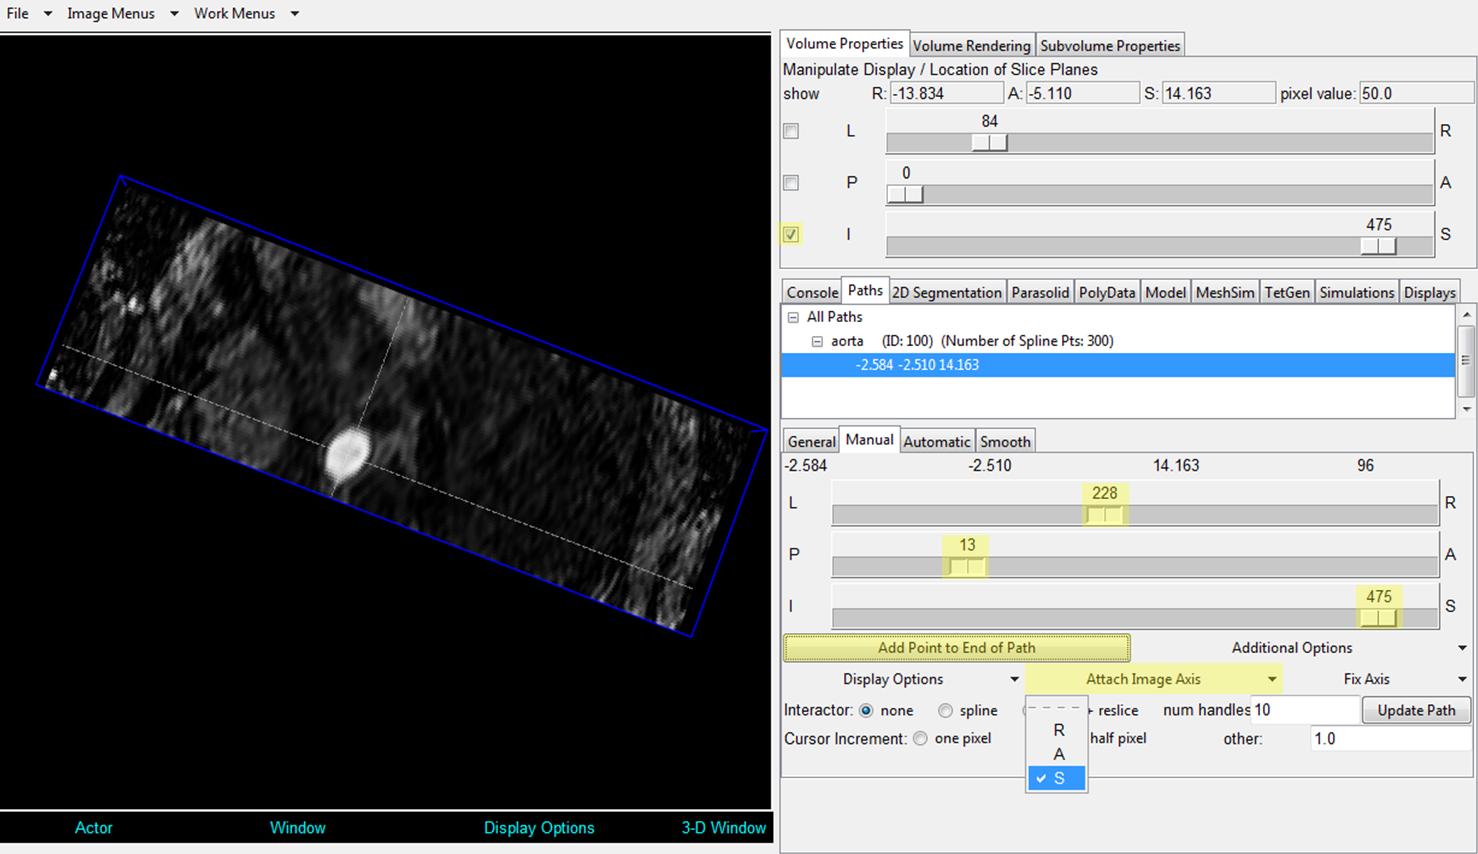 File Image Menus Work Menus
Volume Properties Volume Rendering Subvolume Properties
Manipulate Display / Location of Slice Planes
show R: -13.834 A: -5.110 S: 14.163 pixel value: 50.0
84
L R
0
P A
475
I S
Console Paths 2D Segmentation Parasolid PolyData Model MeshSim TetGen Simulations Displays
All Paths
aorta (ID: 100) (Number of Spline Pts: 300)
-2.584 -2.510 14.163
General Manual Automatic Smooth
-2.584 -2.510 14.163 96
228
L R
13
P A
475
I S
Add Point to End of Path Additional Options
Display Options Attach Image Axis Fix Axis
Interactor: none spline + reslice num handles 10 Update Path
R
Cursor Increment: one pixel half pixel other: 1.0
A
S
Actor Window Display Options 3-D Window